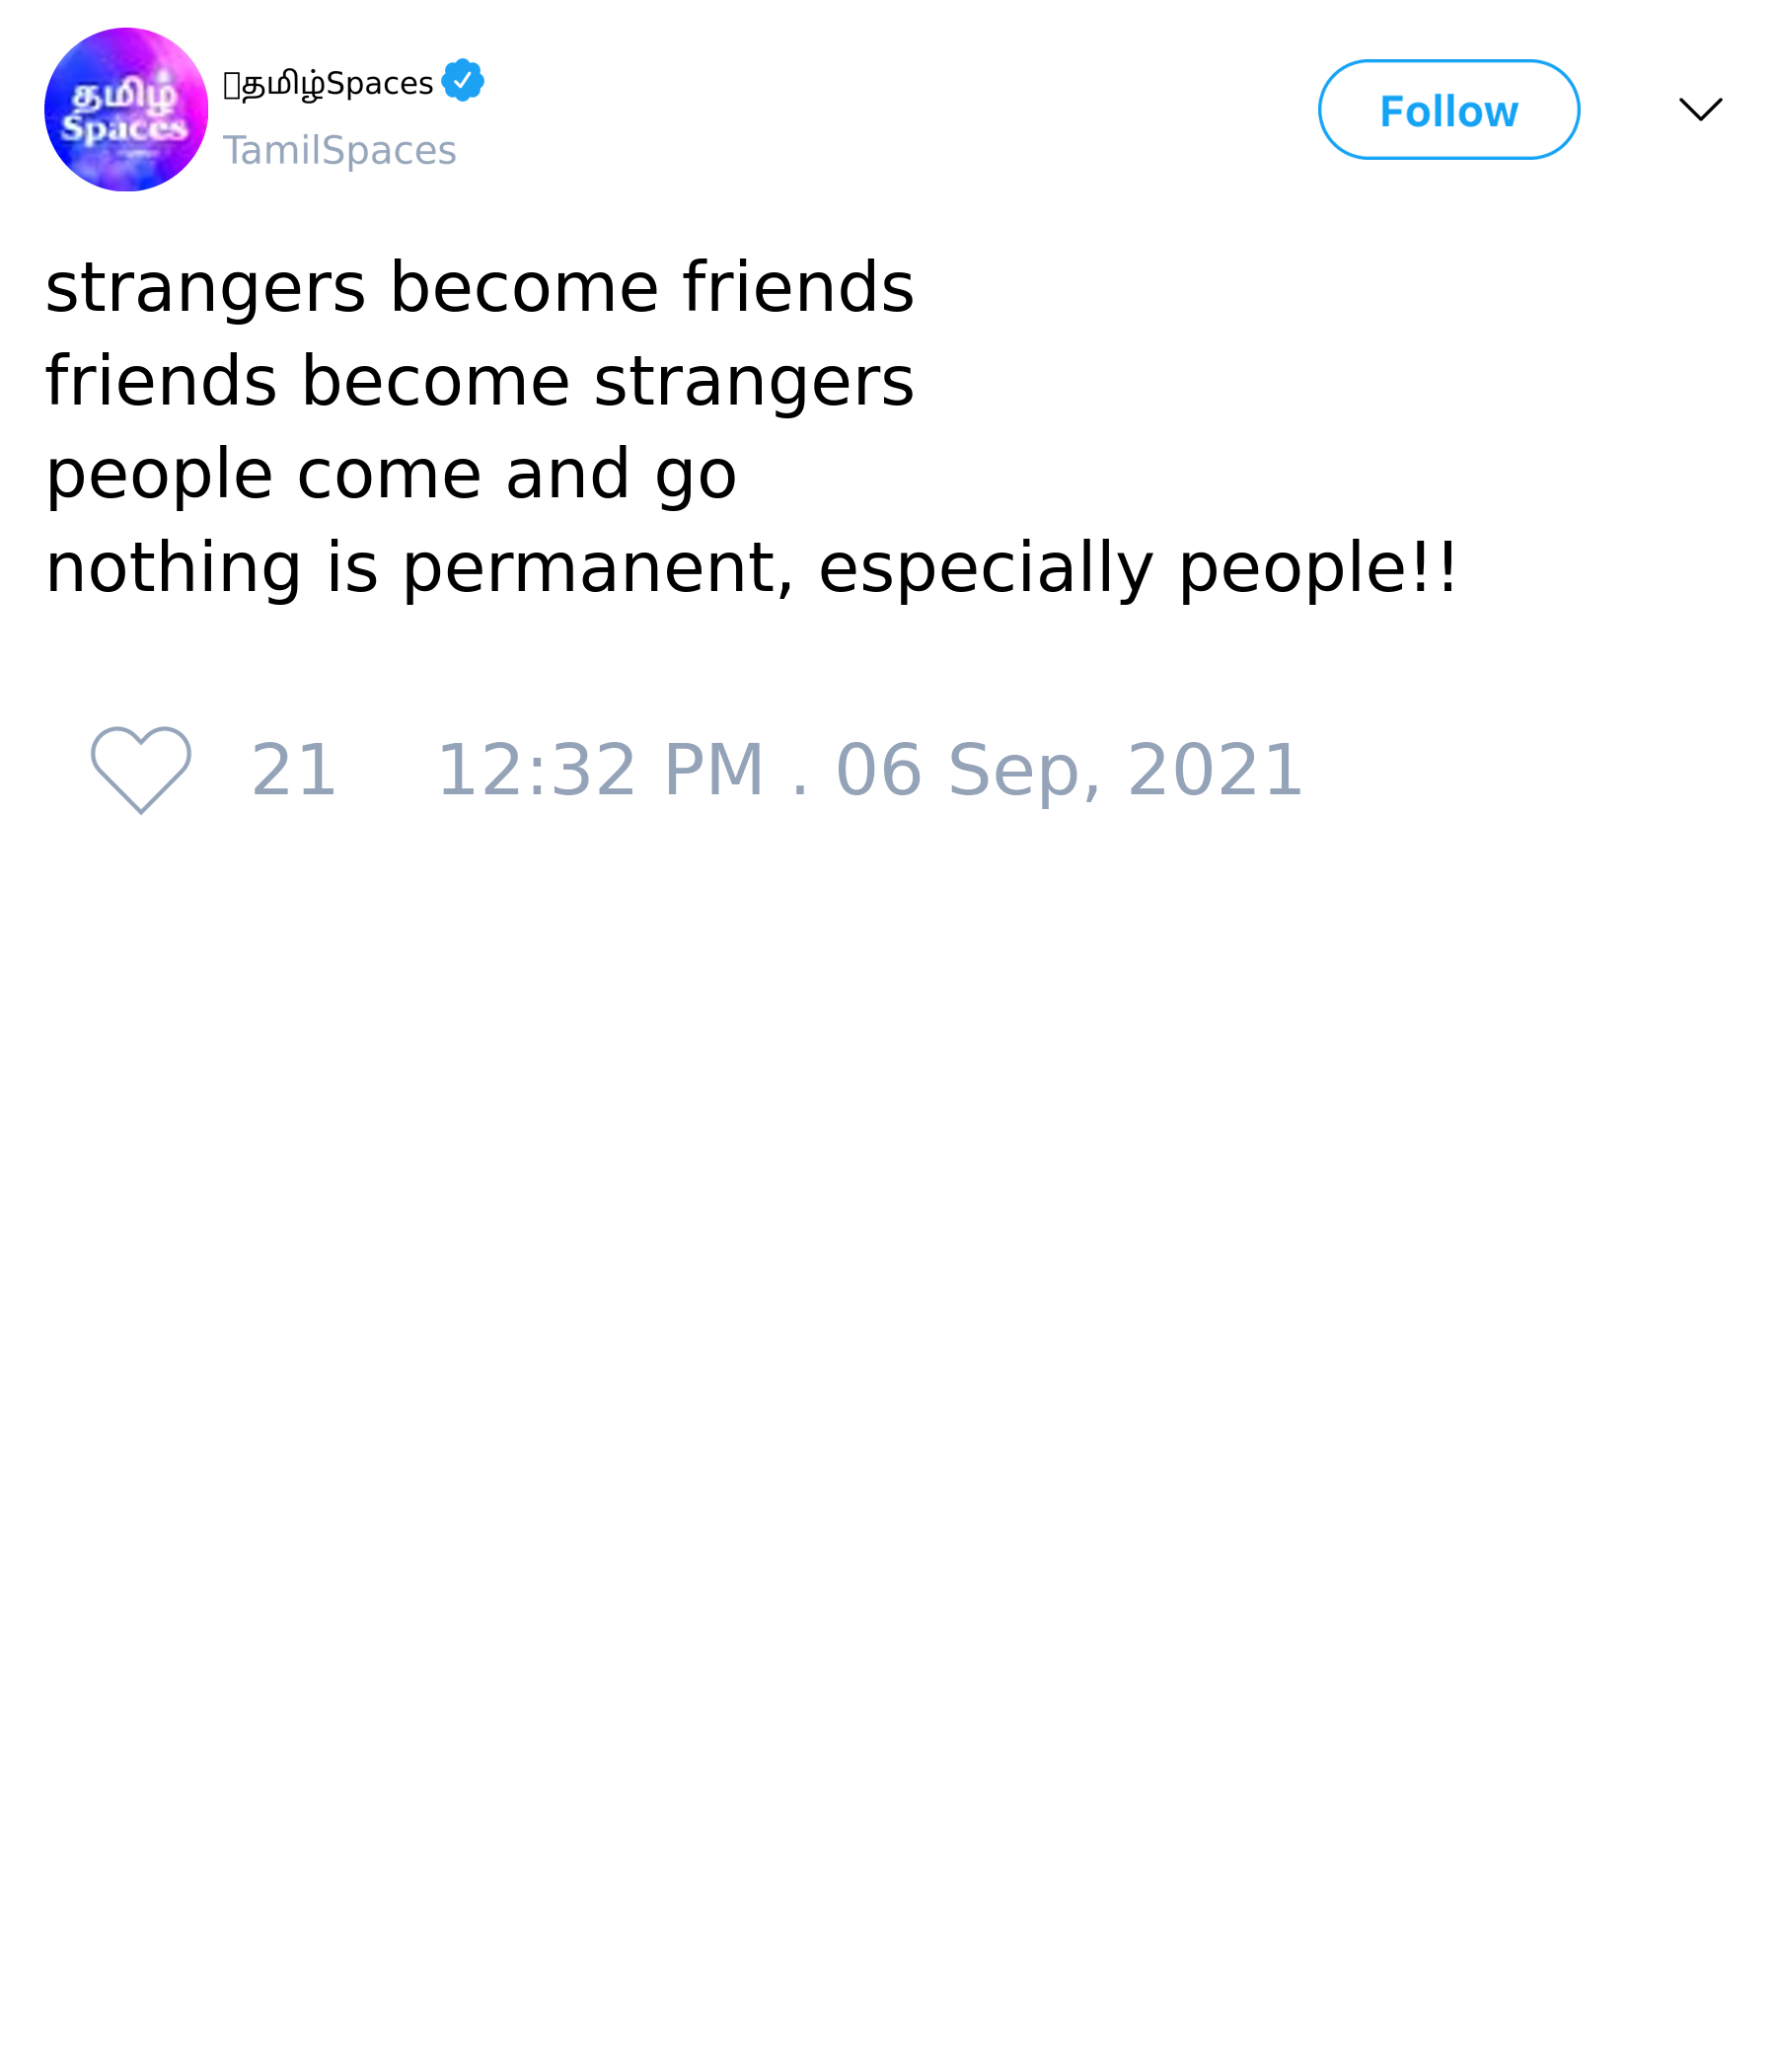 தமிழ்
Spaces
தமிழ்Spaces
TamilSpaces
Follow
strangers become friends
friends become strangers
people come and go
nothing is permanent, especially people!!
21 12:32 PM . 06 Sep, 2021